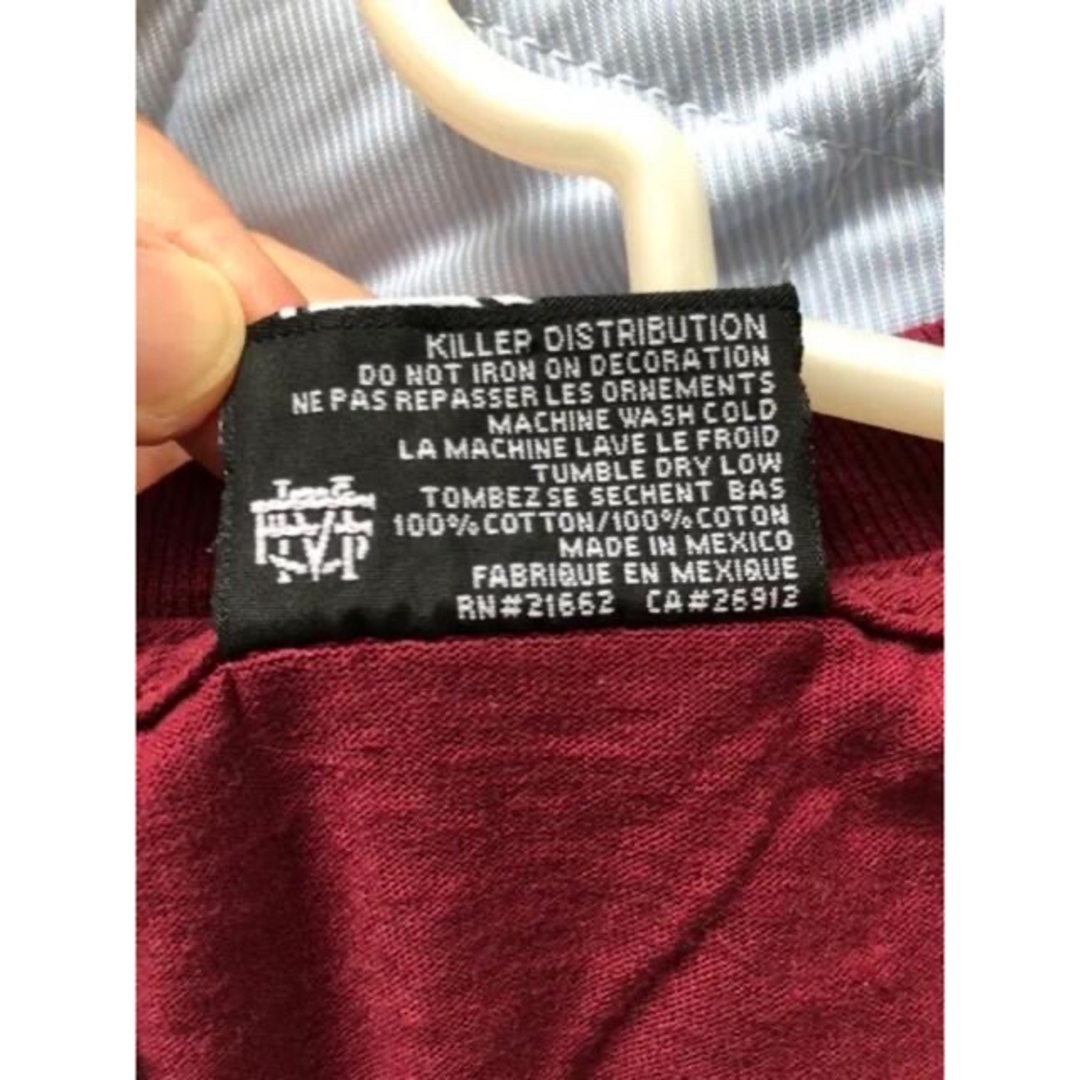 KILLER DISTRIBUTION
DO NOT IRON ON DECORATION
NE PAS REPASSER LES ORNEMENTS
MACHINE WASH COLD
LA MACHINE LAVE LE FROID
TUMBLE DRY LOW
TOMBEZ SE SECHENT BAS
100% COTTON/100% COTON
MADE IN MEXICO
FABRIQUE EN MEXIQUE
RN#21662 CA#26912